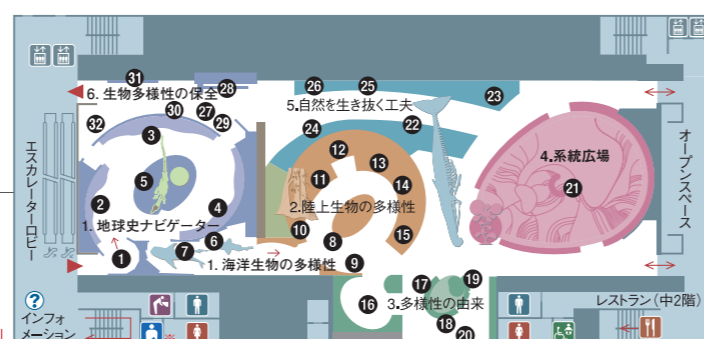 31
26 25
6. 生物多様性の保全
28
23
5.自然を生き抜く工夫
30 27
32
29
3
24
22
12
13
4.系統広場
エスカレーターロビー
オープンスペース
5
11
14
21
2
4
2.陸上生物の多様性
1. 地球史ナビゲーター
10
8
15
6
7
1
1. 海洋生物の多様性
9
17
19
16
3.多様性の由来
レストラン(中2階)
18
20
?
インフォ
メーション
※